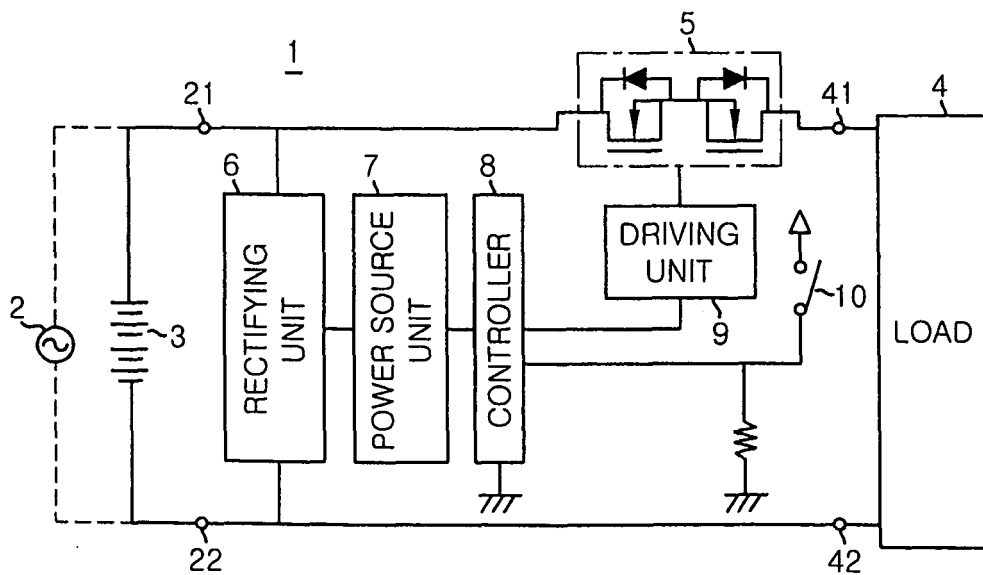 1
5
21
41
4
6
7
8
RECTIFYING
UNIT
POWER SOURCE
UNIT
CONTROLLER
DRIVING
UNIT
9
10
2
3
LOAD
22
42